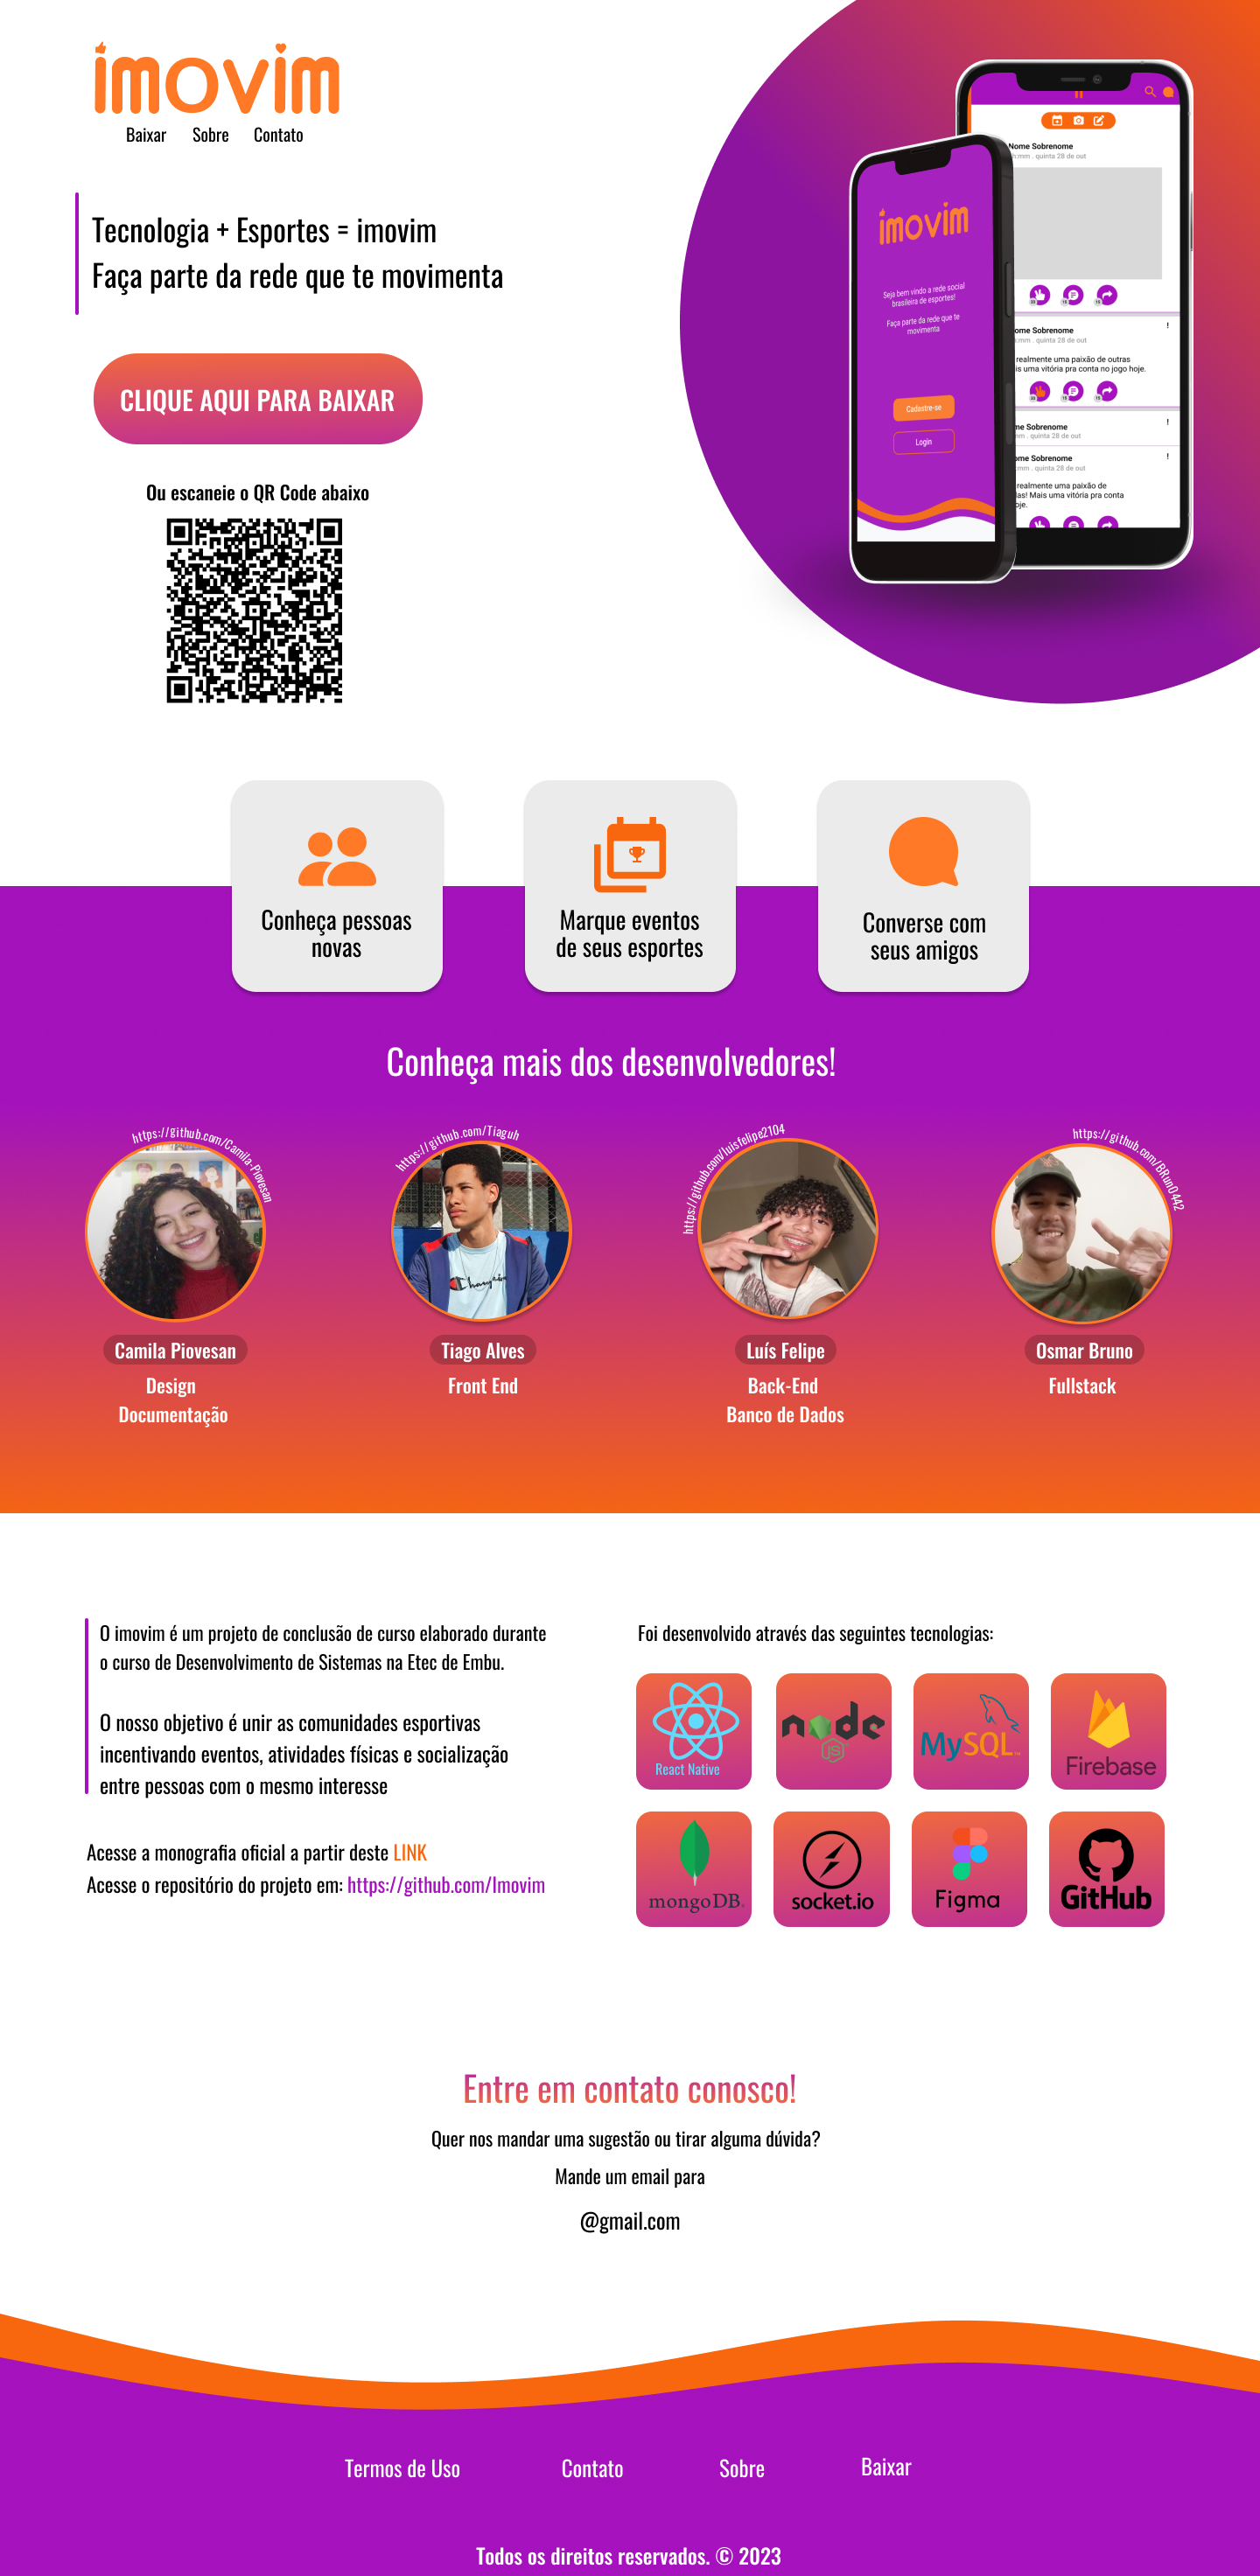 imovim
Baixar Sobre Contato
Tecnologia + Esportes = imovim
Faça parte da rede que te movimenta
CLIQUE AQUI PARA BAIXAR
Ou escaneie o QR Code abaixo
imovim
Seja bem vindo a rede social
brasileira de esportes!
Faça parte da rede que te
movimenta
Cadastre-se
Login
Nome Sobrenome
. quinta 28 de out
Sobrenome
. quinta 28 de out
realmente uma paixão de outras
uma vitória pra conta no jogo hoje.
Sobrenome
. quinta 28 de out
Sobrenome
. quinta 28 de out
realmente uma paixão de
Mais uma vitória pra conta
Conheça pessoas
novas
Marque eventos
de seus esportes
Converse com
seus amigos
Conheça mais dos desenvolvedores!
https://github.com/Camila-Piovesan
https://github.com/Tiaguh
https://github.com/luisfelipe2104
https://github.com/BRun0442
Champion
Camila Piovesan
Design
Documentação
Tiago Alves
Front End
Luís Felipe
Back-End
Banco de Dados
Osmar Bruno
Fullstack
O imovim é um projeto de conclusão de curso elaborado durante
o curso de Desenvolvimento de Sistemas na Etec de Embu.
O nosso objetivo é unir as comunidades esportivas
incentivando eventos, atividades físicas e socialização
entre pessoas com o mesmo interesse
Acesse a monografia oficial a partir deste LINK
Acesse o repositório do projeto em: https://github.com/Imovim
Foi desenvolvido através das seguintes tecnologias:
React Native
node
JS
MySQL™
Firebase
mongoDB
socket.io
Figma
GitHub
Entre em contato conosco!
Quer nos mandar uma sugestão ou tirar alguma dúvida?
Mande um email para
@gmail.com
Termos de Uso Contato Sobre Baixar
Todos os direitos reservados. © 2023